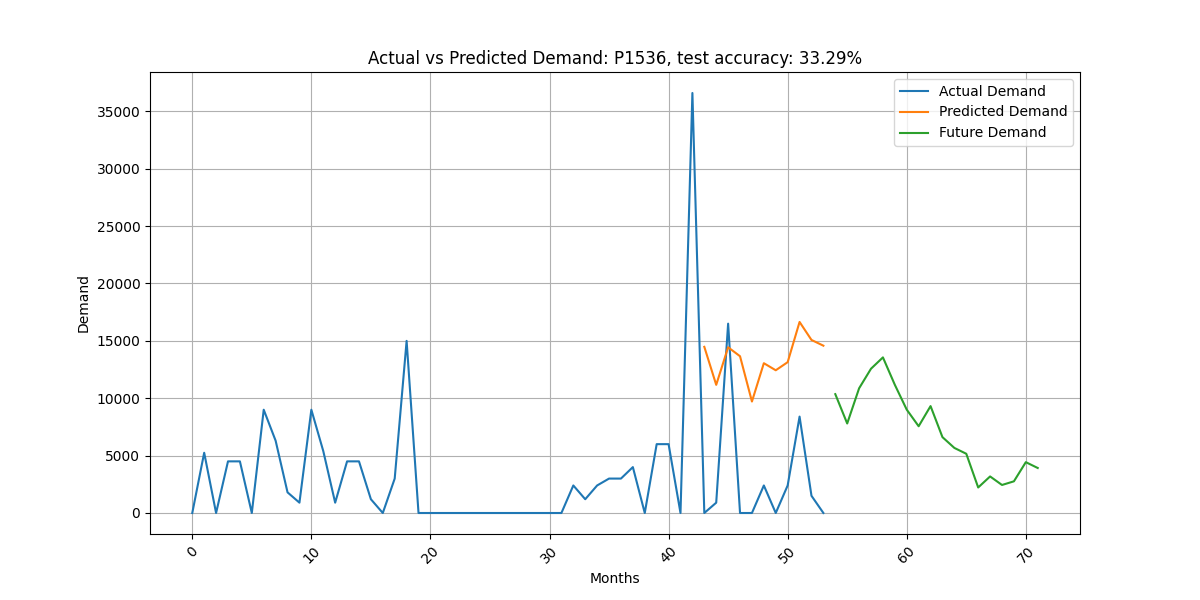 Actual vs Predicted Demand: P1536, test accuracy: 33.29%
Actual Demand
Predicted Demand
Future Demand
35000
30000
25000
20000
15000
10000
5000
0
Demand
0 10 20 30 40 50 60 70
Months